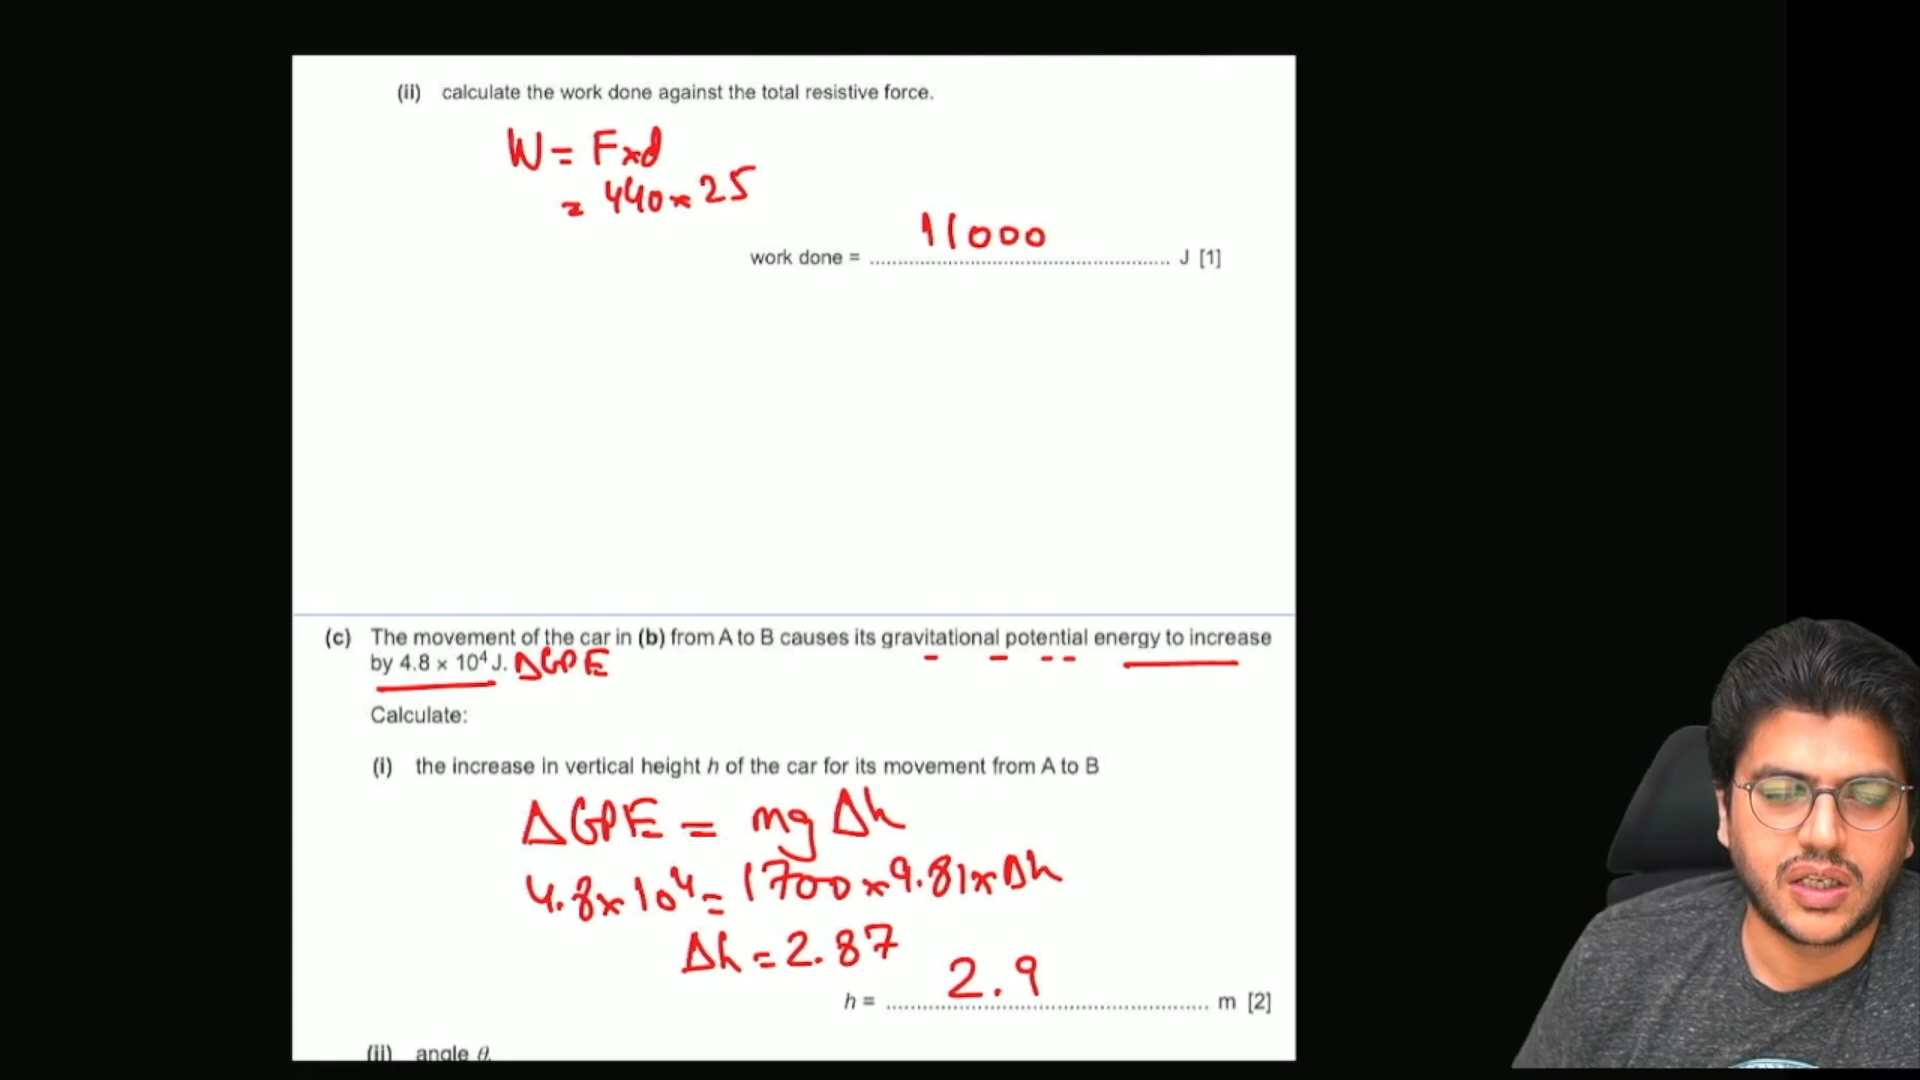 (ii) calculate the work done against the total resistive force.
W = F×d
= 440×25
11000
work done = ........................................................ J [1]
(c) The movement of the car in (b) from A to B causes its gravitational potential energy to increase
by 4.8 × 10⁴ J. ΔGPE
Calculate:
(i) the increase in vertical height h of the car for its movement from A to B
ΔGPE = mg Δh
4.8×10⁴ = 1700×9.81×Δh
Δh = 2.87
2.9
h = ........................................................ m [2]
(ii) angle θ.